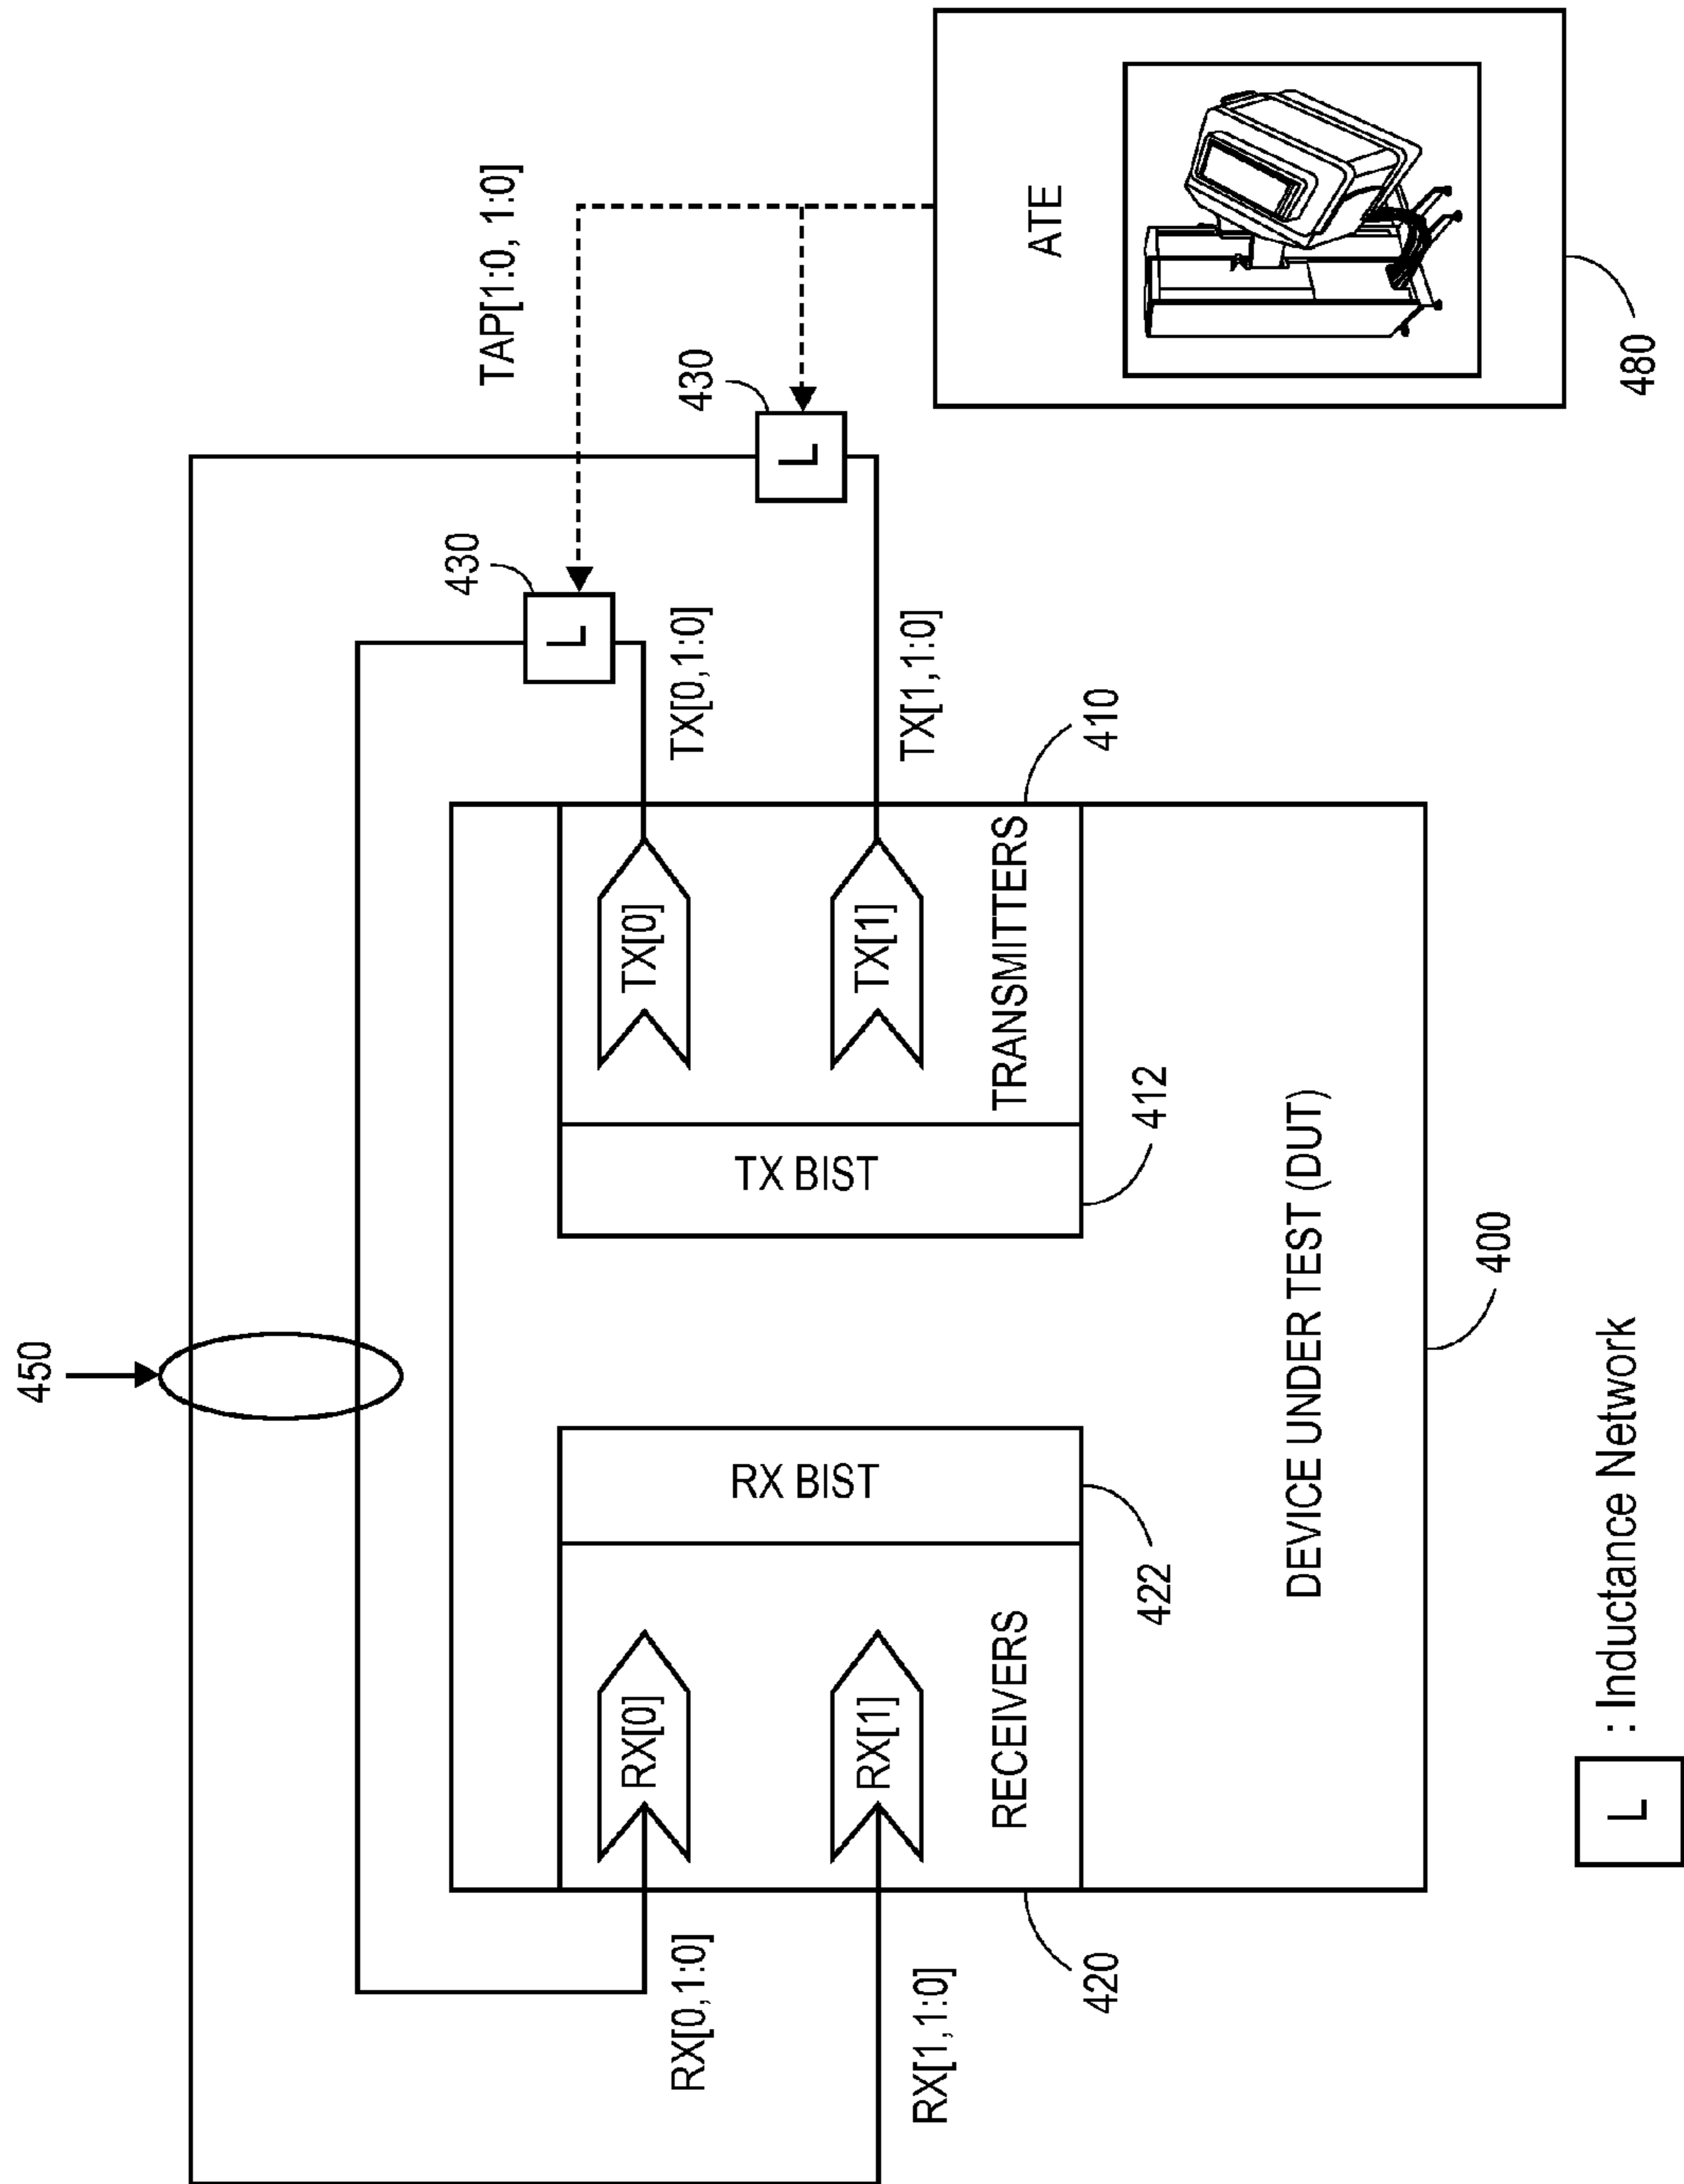 450
TAP[1:0, 1:0]
430
430
TX[0,1:0]
TX[1,1:0]
RX[0,1:0]
RX[1,1:0]
RX[0]
RX[1]
RECEIVERS
RX BIST
TX BIST
TX[0]
TX[1]
TRANSMITTERS
420
422
412
410
DEVICE UNDER TEST (DUT)
400
ATE
480
L
L
L : Inductance Network